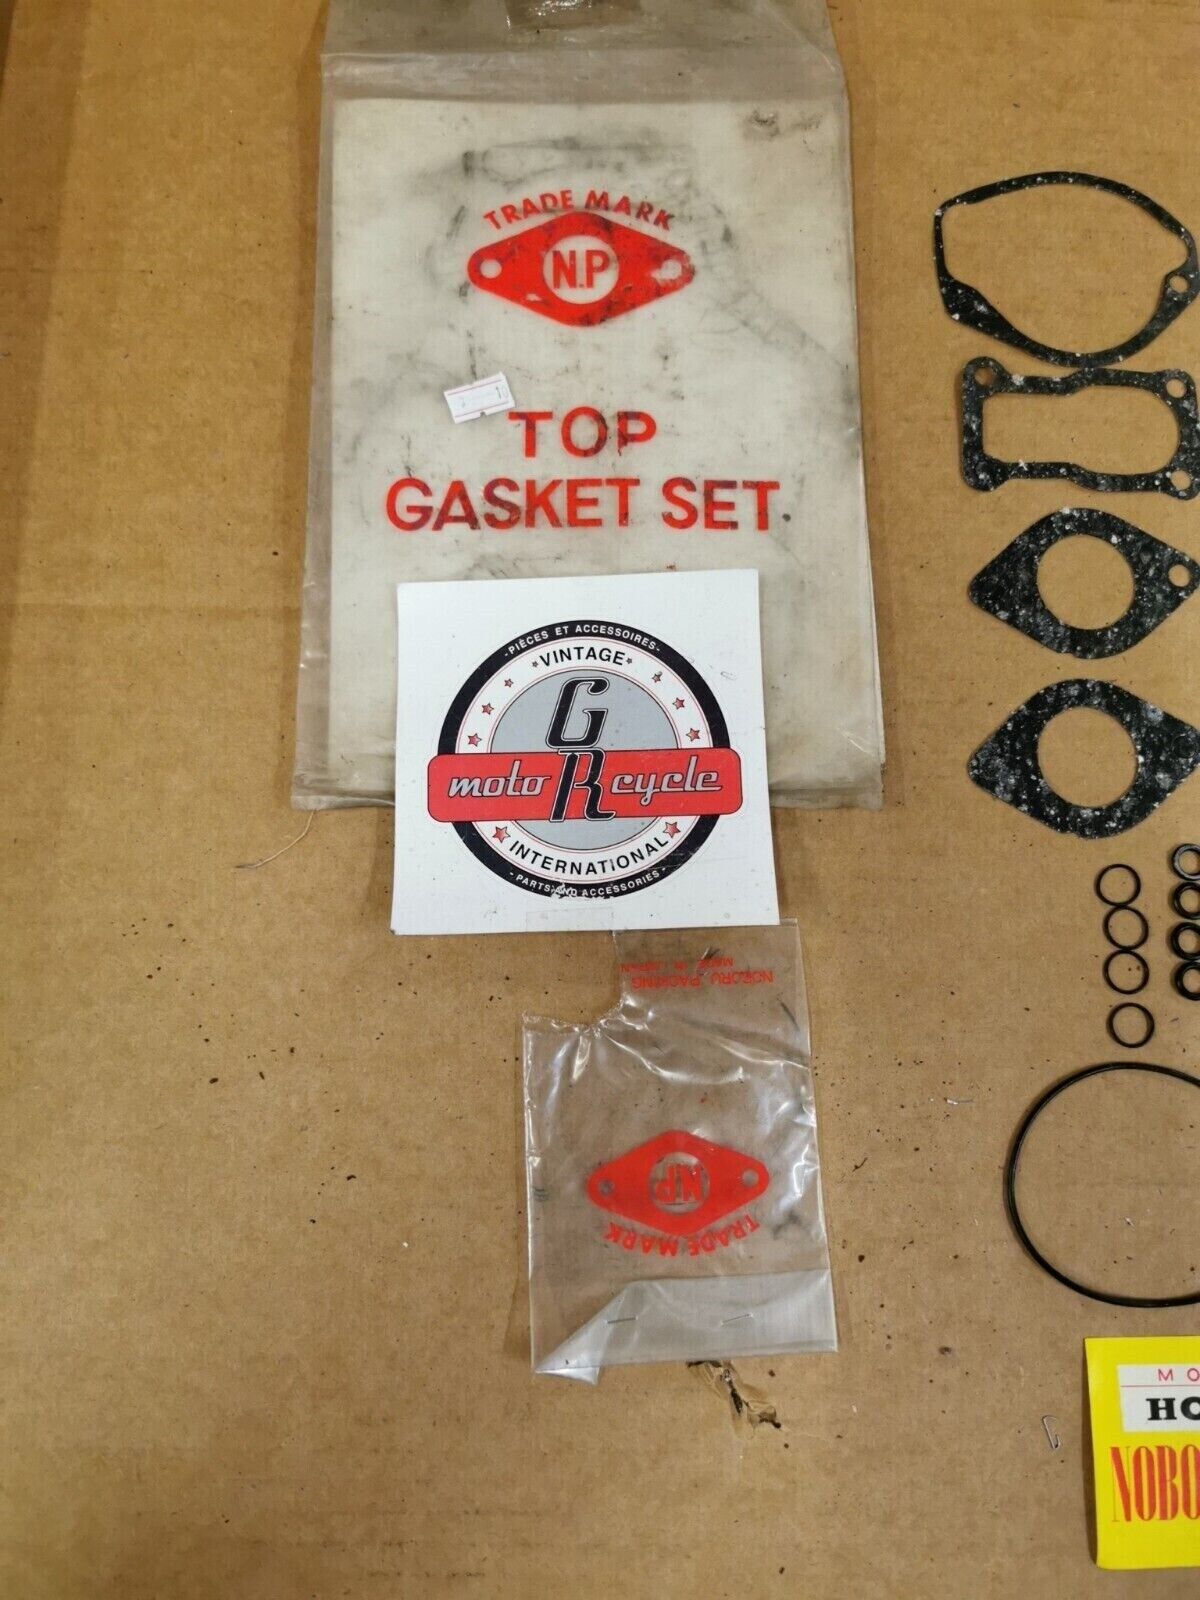 TRADE MARK
N.P
10
TOP
GASKET SET
-PIÈCES ET ACCESSOIRES-
VINTAGE
G
moto R cycle
INTERNATIONAL
-PARTS AND ACCESSORIES-
NOBORU PACKING
MADE IN JAPAN
N.P
TRADE MARK
MO
HO
NOBO